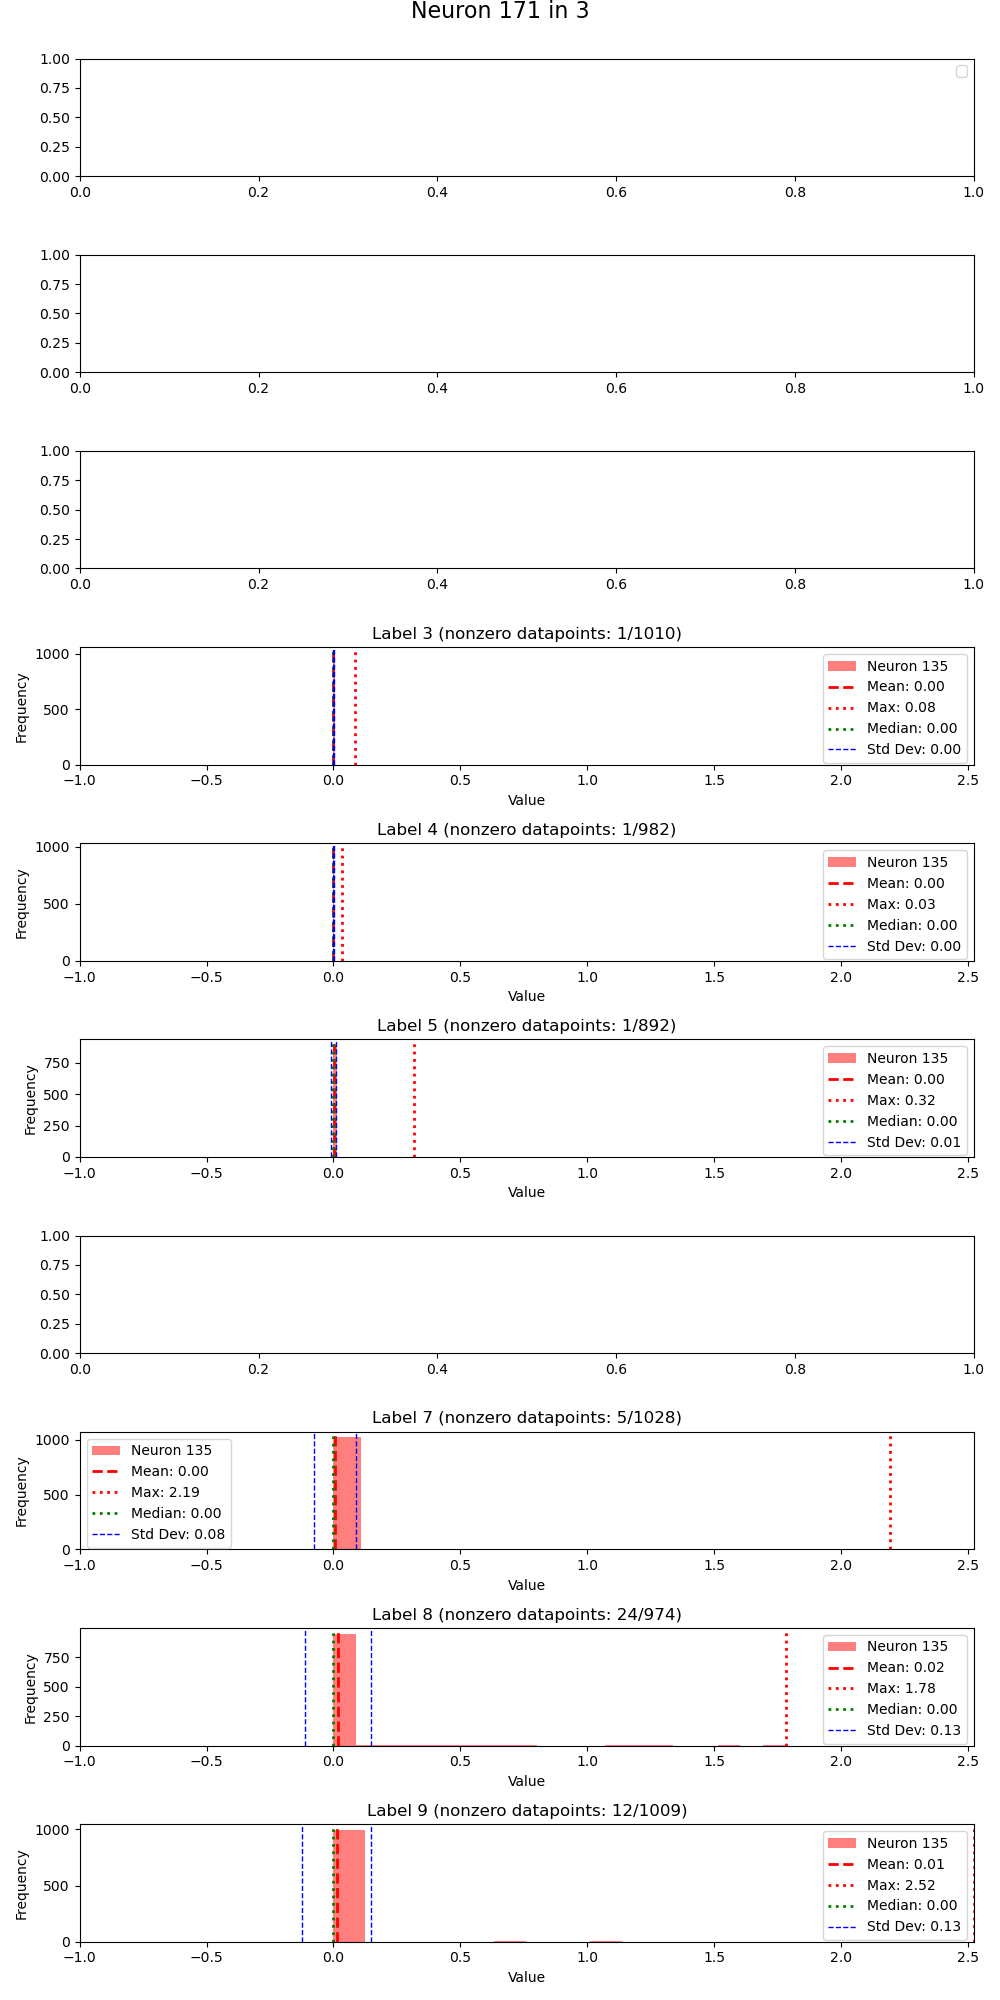 Neuron 171 in 3
1.00
0.75
0.50
0.25
0.00
0.0 0.2 0.4 0.6 0.8 1.0
1.00
0.75
0.50
0.25
0.00
0.0 0.2 0.4 0.6 0.8 1.0
1.00
0.75
0.50
0.25
0.00
0.0 0.2 0.4 0.6 0.8 1.0
Label 3 (nonzero datapoints: 1/1010)
Frequency
1000
500
0
Neuron 135
Mean: 0.00
Max: 0.08
Median: 0.00
Std Dev: 0.00
−1.0 −0.5 0.0 0.5 1.0 1.5 2.0 2.5
Value
Label 4 (nonzero datapoints: 1/982)
Frequency
1000
500
0
Neuron 135
Mean: 0.00
Max: 0.03
Median: 0.00
Std Dev: 0.00
−1.0 −0.5 0.0 0.5 1.0 1.5 2.0 2.5
Value
Label 5 (nonzero datapoints: 1/892)
Frequency
750
500
250
0
Neuron 135
Mean: 0.00
Max: 0.32
Median: 0.00
Std Dev: 0.01
−1.0 −0.5 0.0 0.5 1.0 1.5 2.0 2.5
Value
1.00
0.75
0.50
0.25
0.00
0.0 0.2 0.4 0.6 0.8 1.0
Label 7 (nonzero datapoints: 5/1028)
Frequency
1000
500
0
Neuron 135
Mean: 0.00
Max: 2.19
Median: 0.00
Std Dev: 0.08
−1.0 −0.5 0.0 0.5 1.0 1.5 2.0 2.5
Value
Label 8 (nonzero datapoints: 24/974)
Frequency
750
500
250
0
Neuron 135
Mean: 0.02
Max: 1.78
Median: 0.00
Std Dev: 0.13
−1.0 −0.5 0.0 0.5 1.0 1.5 2.0 2.5
Value
Label 9 (nonzero datapoints: 12/1009)
Frequency
1000
500
0
Neuron 135
Mean: 0.01
Max: 2.52
Median: 0.00
Std Dev: 0.13
−1.0 −0.5 0.0 0.5 1.0 1.5 2.0 2.5
Value